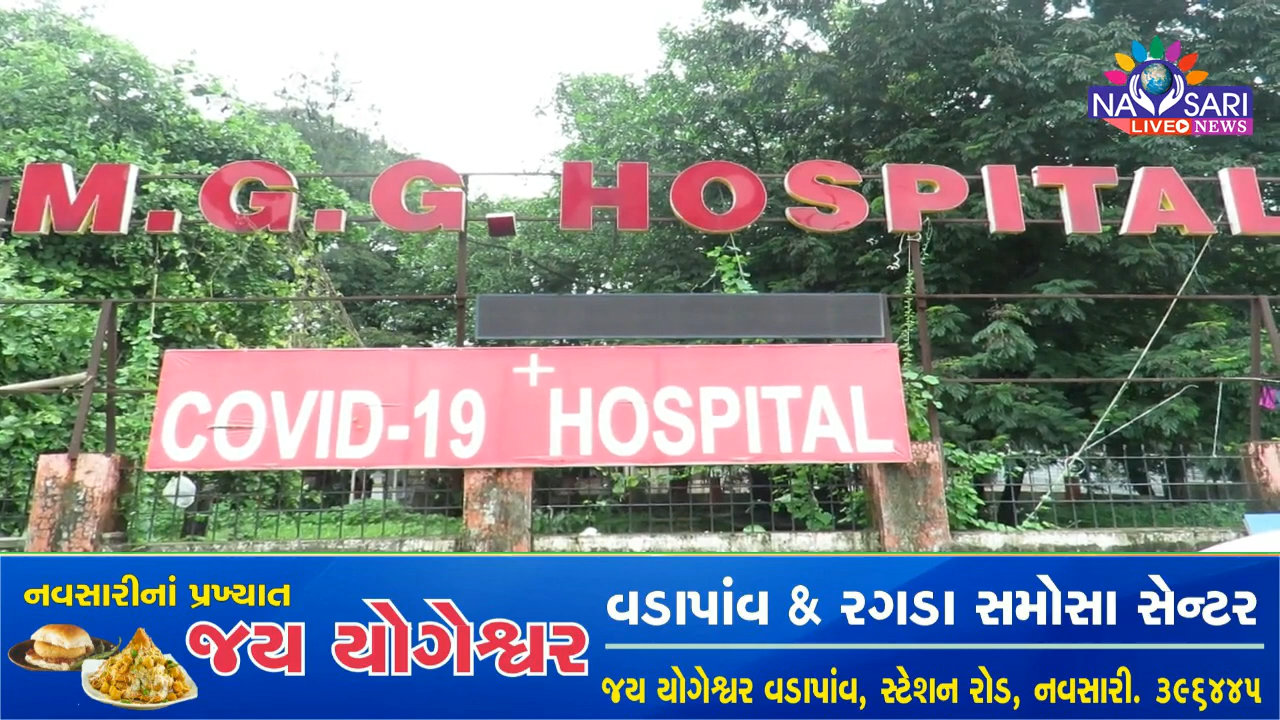 NAVSARI
LIVE NEWS
M.G.G. HOSPITAL
COVID-19 + HOSPITAL
નવસારીનાં પ્રખ્યાત
જય યોગેશ્વર
વડાપાંવ & રગડા સમોસા સેન્ટર
જય યોગેશ્વર વડાપાંવ, સ્ટેશન રોડ, નવસારી. ૩૯૬૪૪૫